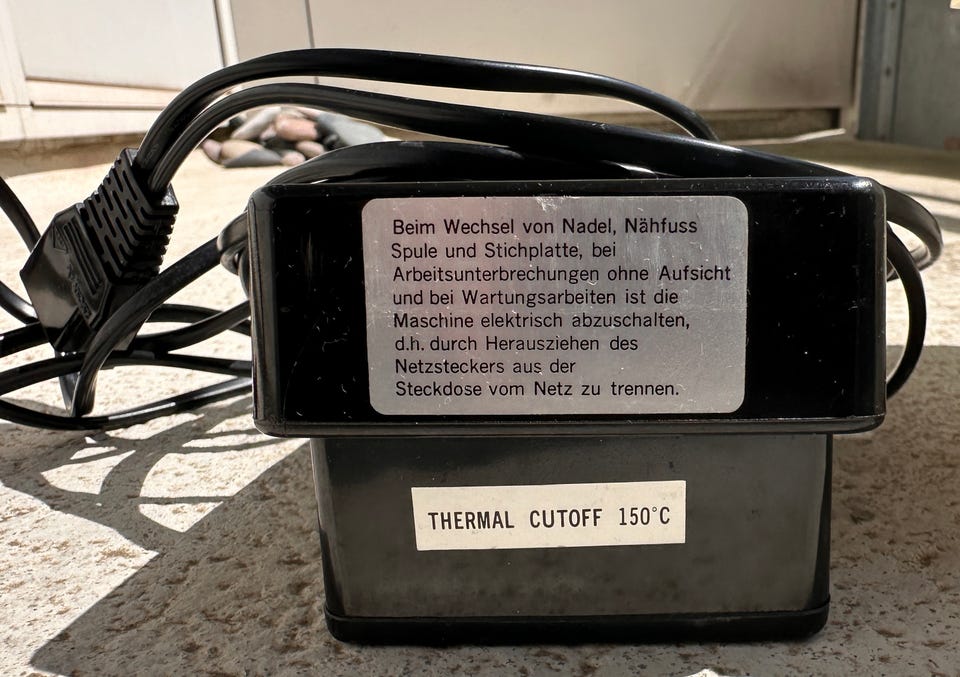 Beim Wechsel von Nadel, Nähfuss
Spule und Stichplatte, bei
Arbeitsunterbrechungen ohne Aufsicht
und bei Wartungsarbeiten ist die
Maschine elektrisch abzuschalten,
d.h. durch Herausziehen des
Netzsteckers aus der
Steckdose vom Netz zu trennen.
THERMAL CUTOFF 150°C